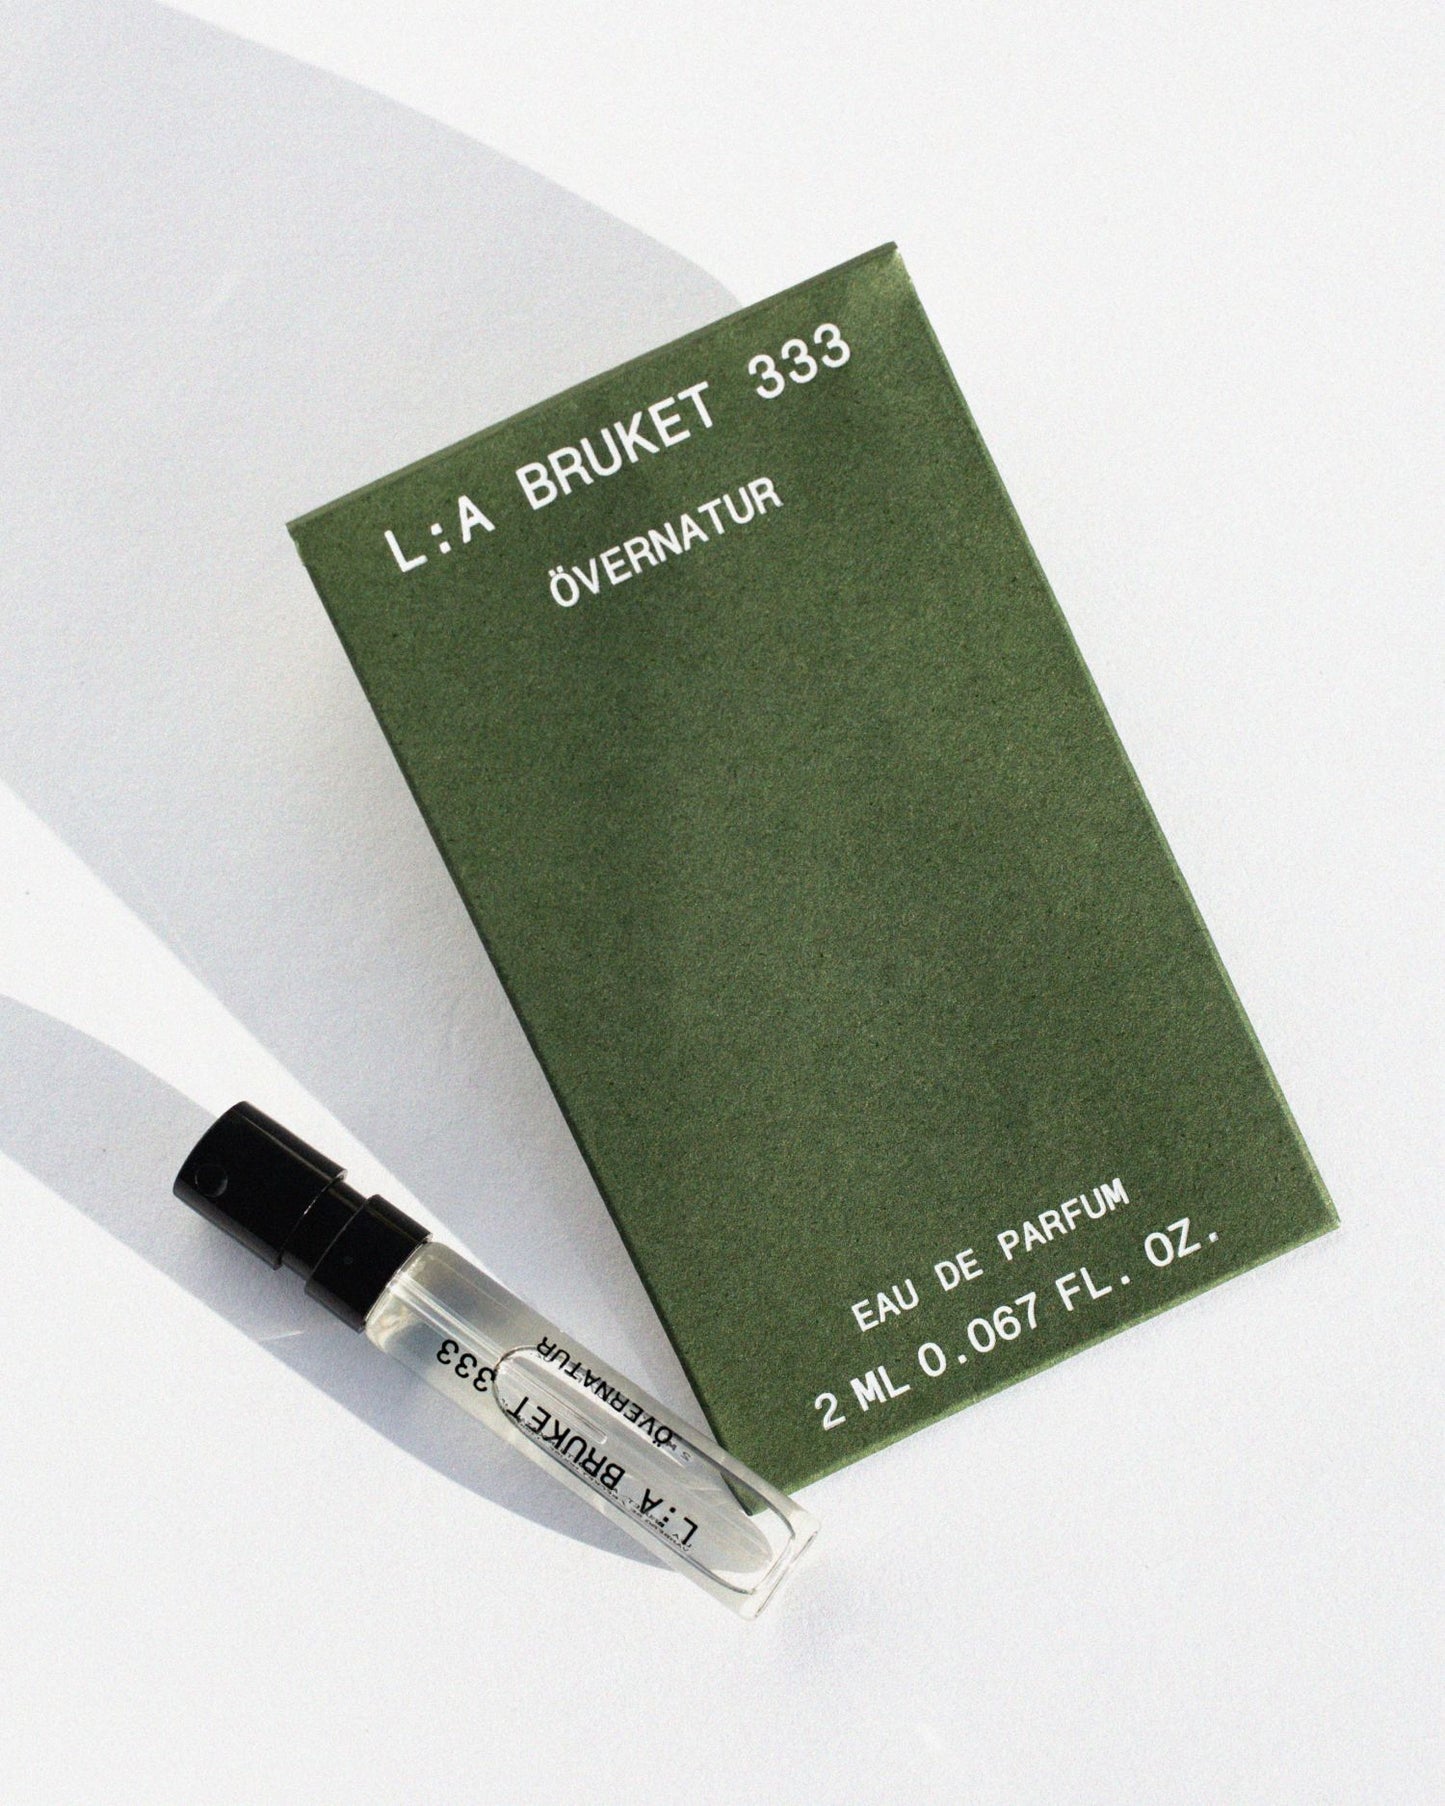 L:A BRUKET 333
ÖVERNATUR
EAU DE PARFUM
2 ML 0.067 FL. OZ.
L:A BRUKET 333
ÖVERNATUR